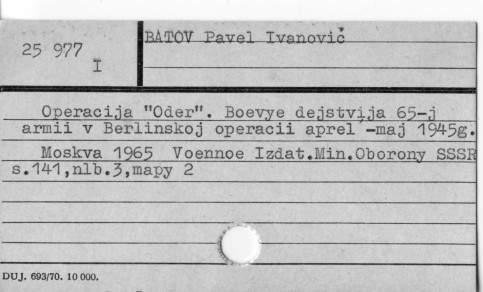 25 977
I
BATOV Pavel Ivanovič
Operacija "Oder". Boevye dejstvija 65-j
armii v Berlinskoj operacii aprel´-maj 1945g.
Moskva 1965 Voennoe Izdat.Min.Oborony SSSR
s.141,nlb.3,mapy 2
DUJ. 693/70. 10 000.